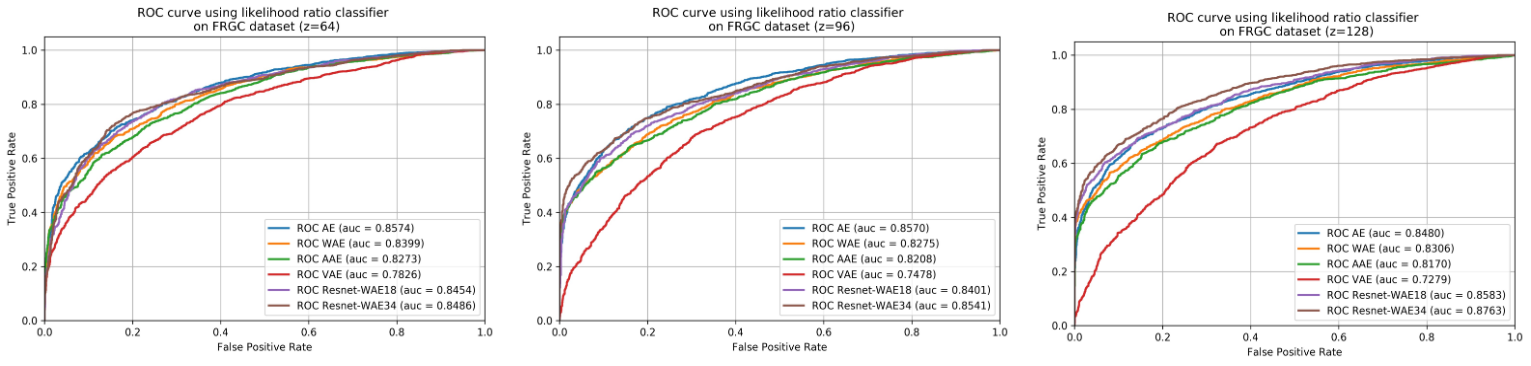 ROC curve using likelihood ratio classifier
on FRGC dataset (z=64)
True Positive Rate
1.0
0.8
0.6
0.4
0.2
0.0
ROC AE (auc = 0.8574)
ROC WAE (auc = 0.8399)
ROC AAE (auc = 0.8273)
ROC VAE (auc = 0.7826)
ROC Resnet-WAE18 (auc = 0.8454)
ROC Resnet-WAE34 (auc = 0.8486)
0.0 0.2 0.4 0.6 0.8 1.0
False Positive Rate
ROC curve using likelihood ratio classifier
on FRGC dataset (z=96)
True Positive Rate
1.0
0.8
0.6
0.4
0.2
0.0
ROC AE (auc = 0.8570)
ROC WAE (auc = 0.8275)
ROC AAE (auc = 0.8208)
ROC VAE (auc = 0.7478)
ROC Resnet-WAE18 (auc = 0.8401)
ROC Resnet-WAE34 (auc = 0.8541)
0.0 0.2 0.4 0.6 0.8 1.0
False Positive Rate
ROC curve using likelihood ratio classifier
on FRGC dataset (z=128)
True Positive Rate
1.0
0.8
0.6
0.4
0.2
0.0
ROC AE (auc = 0.8480)
ROC WAE (auc = 0.8306)
ROC AAE (auc = 0.8170)
ROC VAE (auc = 0.7279)
ROC Resnet-WAE18 (auc = 0.8583)
ROC Resnet-WAE34 (auc = 0.8763)
0.0 0.2 0.4 0.6 0.8 1.0
False Positive Rate